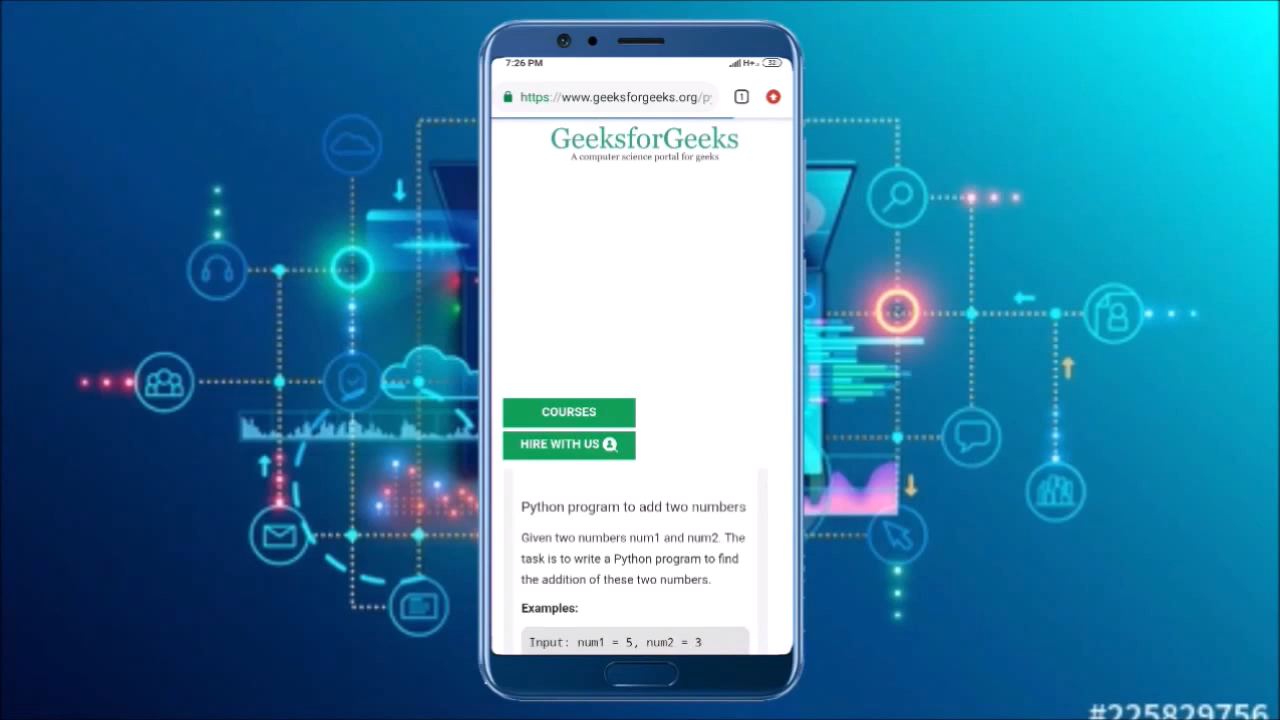 7:26 PM
H+
32
https://www.geeksforgeeks.org/p
1
GeeksforGeeks
A computer science portal for geeks
COURSES
HIRE WITH US
Python program to add two numbers
Given two numbers num1 and num2. The
task is to write a Python program to find
the addition of these two numbers.
Examples:
Input: num1 = 5, num2 = 3
#225829756